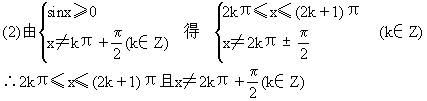 (2)由{sinx≥0 得 {2kπ≤x≤(2k+1)π
x≠kπ+π/2(k∈Z) x≠2kπ±π/2 (k∈Z)
∴2kπ≤x≤(2k+1)π且x≠2kπ+π/2(k∈Z)